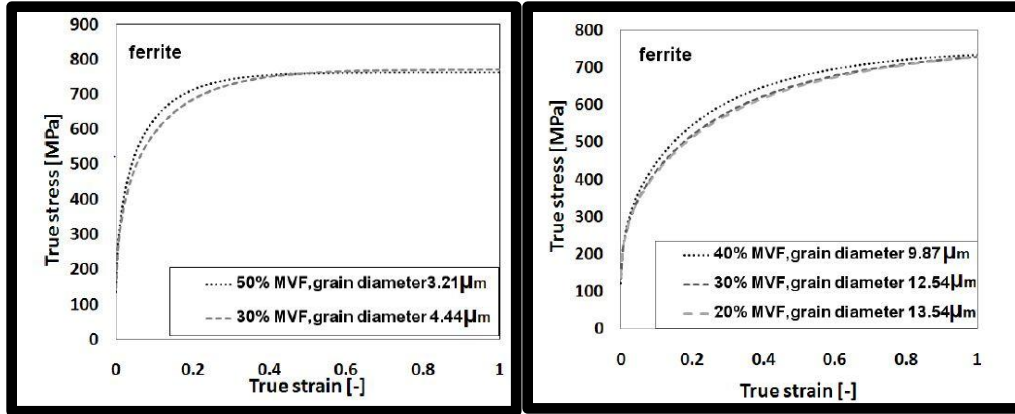 900
800
700
600
500
400
300
200
100
0
True stress [MPa]
ferrite
50% MVF,grain diameter3.21μm
30% MVF,grain diameter 4.44μm
0 0.2 0.4 0.6 0.8 1
True strain [-]
800
700
600
500
400
300
200
100
0
True stress [MPa]
ferrite
40% MVF,grain diameter 9.87μm
30% MVF,grain diameter 12.54μm
20% MVF,grain diameter 13.54μm
0 0.2 0.4 0.6 0.8 1
True strain [-]